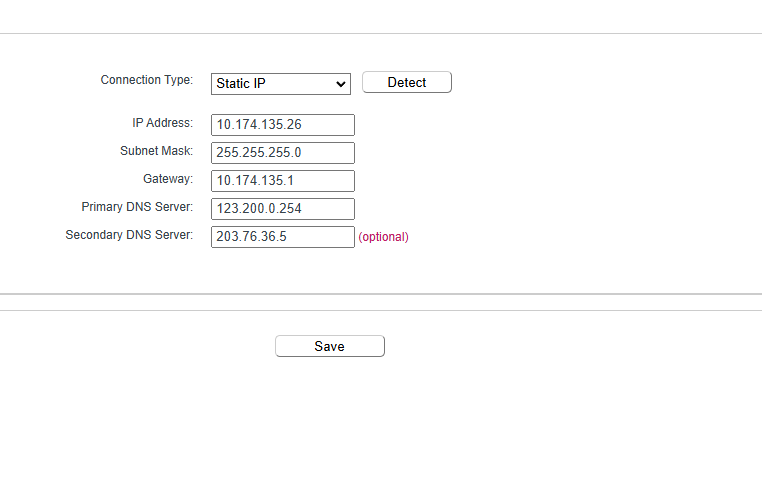 Connection Type: Static IP Detect
IP Address: 10.174.135.26
Subnet Mask: 255.255.255.0
Gateway: 10.174.135.1
Primary DNS Server: 123.200.0.254
Secondary DNS Server: 203.76.36.5 (optional)
Save